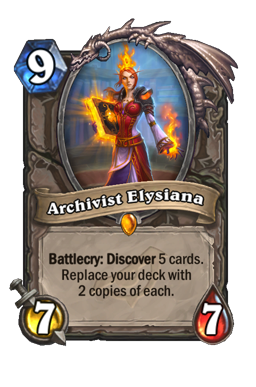 9
Archivist Elysiana
Battlecry: Discover 5 cards.
Replace your deck with
2 copies of each.
7 7